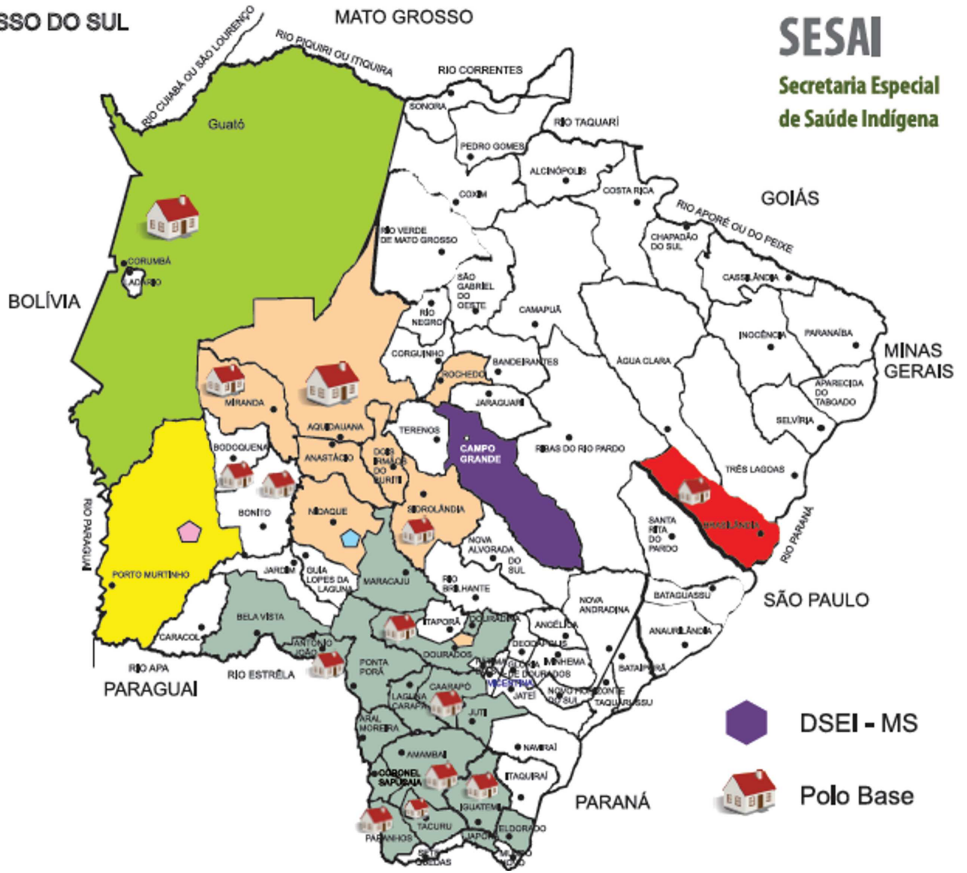 SSO DO SUL
MATO GROSSO
SESAI
Secretaria Especial
de Saúde Indígena
RIO CUIABÁ OU SÃO LOURENÇO
RIO PIQUIRI OU ITIQUIRA
RIO CORRENTES
SONORA
RIO TAQUARÍ
Guató
PEDRO GOMES
ALCINÓPOLIS
COSTA RICA
COXIM
GOIÁS
RIO APORÉ OU DO PEIXE
RIO VERDE
DE MATO GROSSO
CHAPADÃO
DO SUL
CORUMBÁ
LADÁRIO
CASSILÂNDIA
BOLÍVIA
SÃO
GABRIEL
DO
OESTE
RIO
NEGRO
CAMAPUÃ
INOCÊNCIA
PARANAÍBA
MINAS
GERAIS
CORGUINHO
BANDEIRANTES
ÁGUA CLARA
ROCHEDO
APARECIDA
DO
TABOADO
MIRANDA
JARAGUARI
SELVÍRIA
AQUIDAUANA
TERENOS
CAMPO
GRANDE
RIBAS DO RIO PARDO
BODOQUENA
ANASTÁCIO
DOIS
IRMÃOS
DO
BURITI
TRÊS LAGOAS
BONITO
NIOAQUE
SIDROLÂNDIA
RIO PARAGUAI
SANTA
RITA
DO PARDO
RIO PARANÁ
NOVA
ALVORADA
DO
SUL
PORTO MURTINHO
JARDIM
GUIA
LOPES DA
LAGUNA
MARACAJU
RIO
BRILHANTE
BATAGUASSU
SÃO PAULO
NOVA
ANDRADINA
BELA VISTA
CARACOL
ITAPORÃ
DOURADINA
ANGÉLICA
ANAURILÂNDIA
ANTONIO
JOÃO
DOURADOS
DEODÁPOLIS
RIO APA
RIO ESTRÊLA
PARAGUAI
PONTA
PORÃ
GLÓRIA
DE DOURADOS
IVINHEMA
BATAIPORÃ
VICENTINA
JATEÍ
NOVO HORIZONTE
DO SUL
TAQUARUSSU
LAGUNA
CARAPÃ
CAARAPÓ
JUTI
ARAL
MOREIRA
DSEI - MS
NAVIRAÍ
AMAMBAI
CORONEL
SAPUCAIA
ITAQUIRAÍ
PARANÁ
Polo Base
IGUATEMI
TACURU
PARANHOS
JAPORÃ
ELDORADO